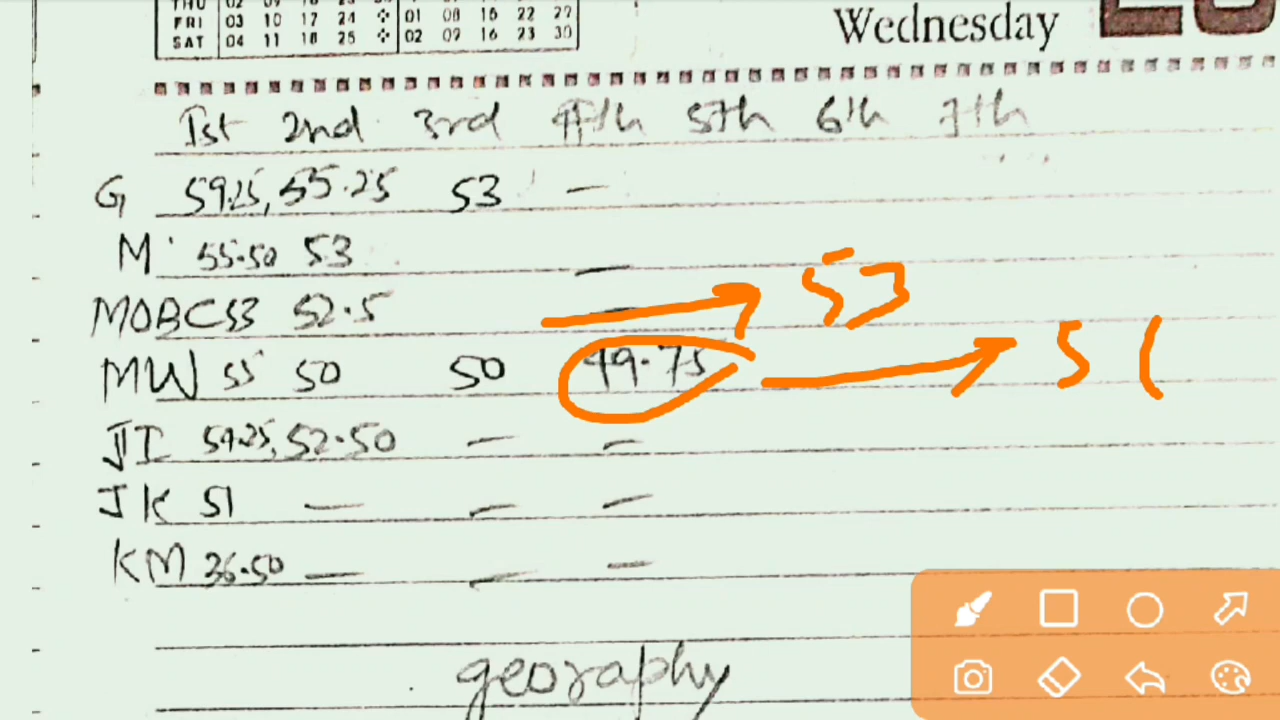 FRI 03 10 17 24 01 08 15 22 29
SAT 04 11 18 25 02 09 16 23 30
Wednesday
Ist 2nd 3rd 4th 5th 6th 7th
G 59.25, 55.25 53 —
M 55.50 53 —
MOBC 53 52.5 — 53
MW 55 50 50 49.75 51
JI 59.25, 52.50 — —
JK 51 — — —
KM 36.50 — — —
geography